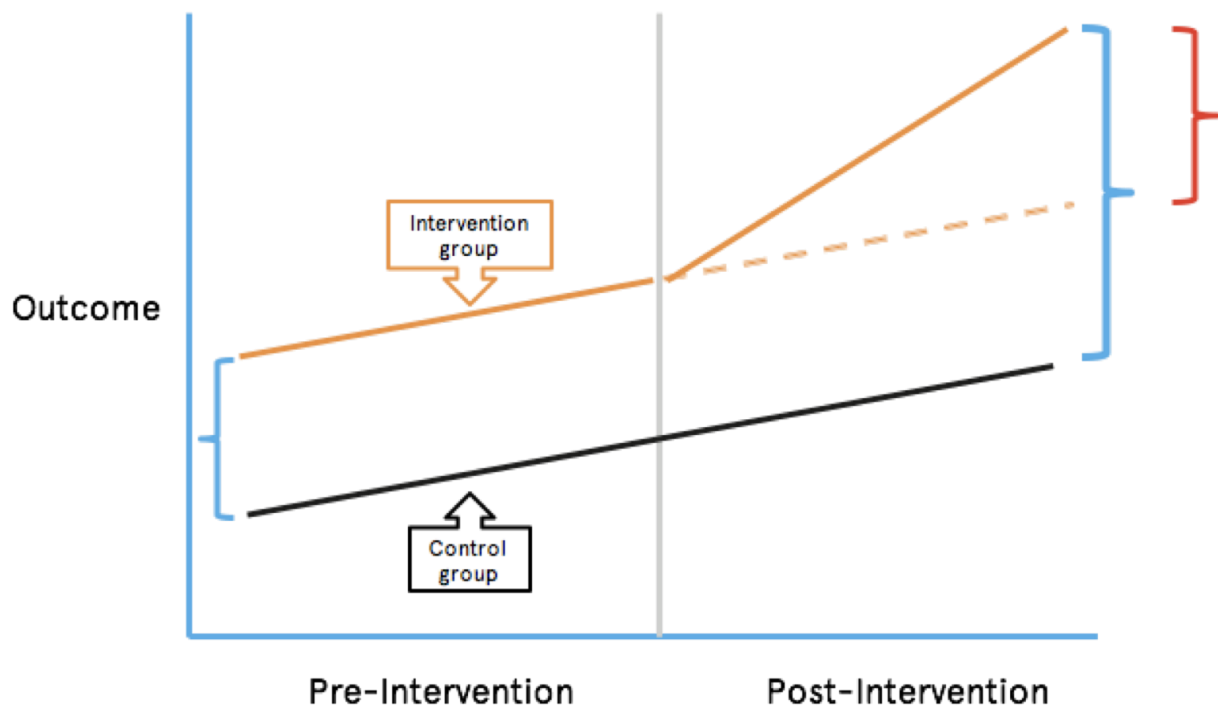 Intervention
group
Outcome
Control
group
Pre-Intervention
Post-Intervention